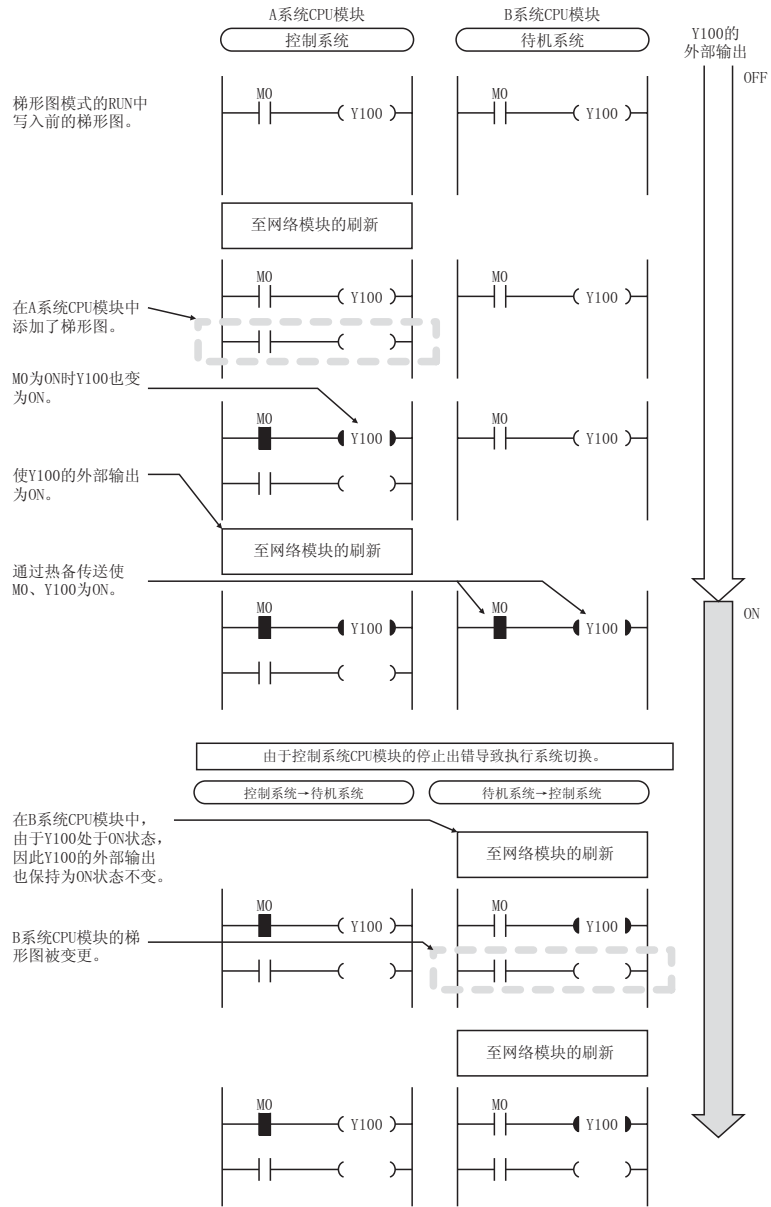 A系统CPU模块
B系统CPU模块
控制系统
待机系统
Y100的
外部输出
OFF
梯形图模式的RUN中
写入前的梯形图。
M0
Y100
M0
Y100
至网络模块的刷新
在A系统CPU模块中
添加了梯形图。
M0
Y100
M0
Y100
M0为ON时Y100也变
为ON。
M0
Y100
M0
Y100
使Y100的外部输出
为ON。
至网络模块的刷新
通过热备传送使
M0、Y100为ON。
M0
Y100
M0
Y100
ON
由于控制系统CPU模块的停止出错导致执行系统切换。
控制系统→待机系统
待机系统→控制系统
在B系统CPU模块中，
由于Y100处于ON状态，
因此Y100的外部输出
也保持为ON状态不变。
至网络模块的刷新
M0
Y100
M0
Y100
B系统CPU模块的梯
形图被变更。
至网络模块的刷新
M0
Y100
M0
Y100